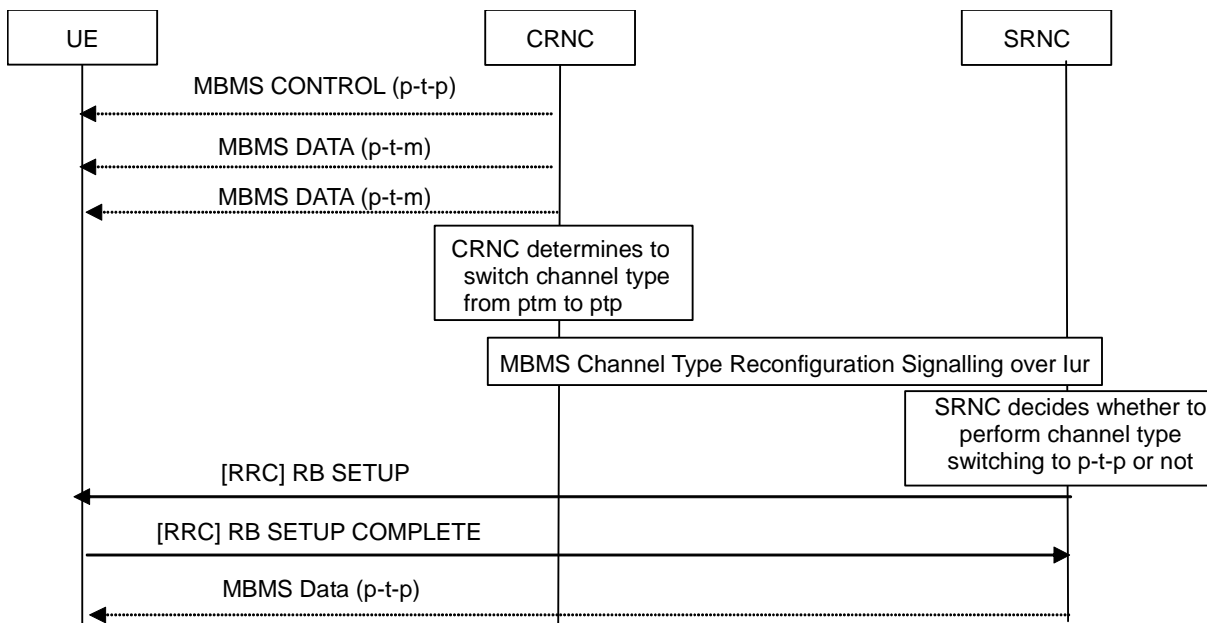 UE
CRNC
SRNC
MBMS CONTROL (p-t-p)
MBMS DATA (p-t-m)
MBMS DATA (p-t-m)
CRNC determines to
switch channel type
from ptm to ptp
MBMS Channel Type Reconfiguration Signalling over Iur
SRNC decides whether to
perform channel type
switching to p-t-p or not
[RRC] RB SETUP
[RRC] RB SETUP COMPLETE
MBMS Data (p-t-p)